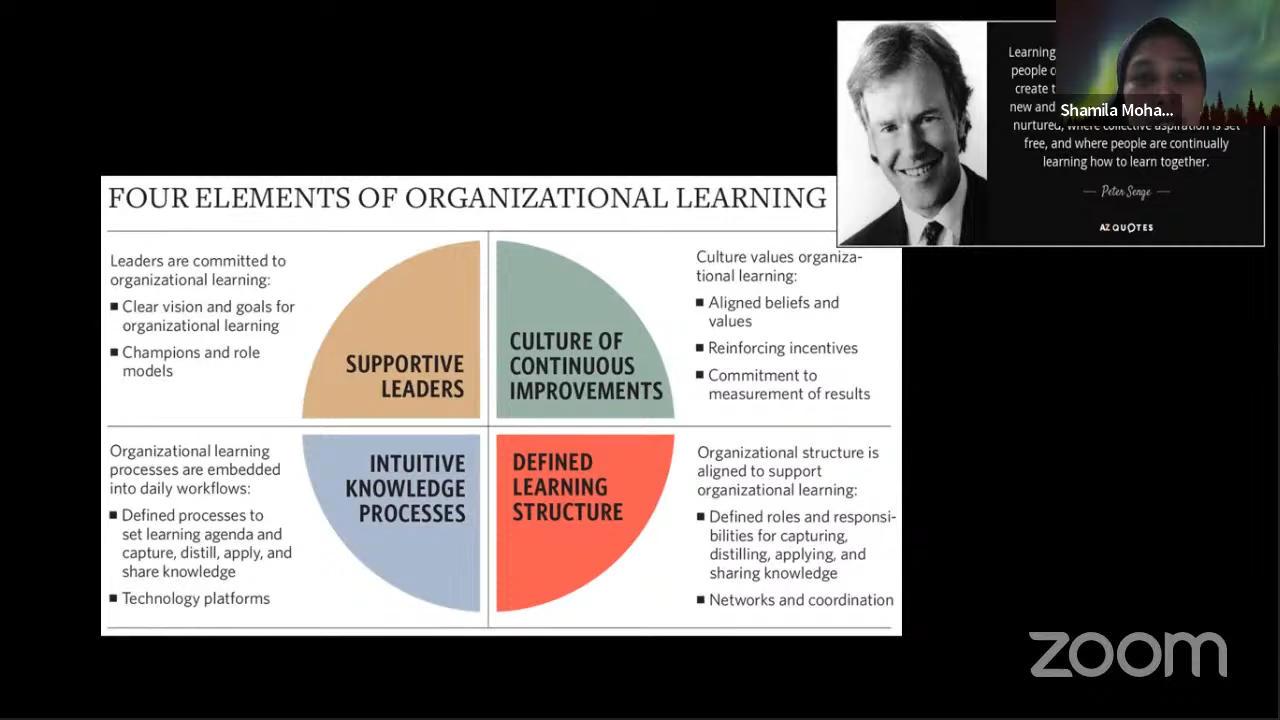 Learning
people
create
new and
nurtured, where collective aspiration is set
free, and where people are continually
learning how to learn together.
Peter Senge
AZ QUOTES
Shamila Moha...
FOUR ELEMENTS OF ORGANIZATIONAL LEARNING
Leaders are committed to
organizational learning:
■ Clear vision and goals for
organizational learning
■ Champions and role
models
SUPPORTIVE
LEADERS
CULTURE OF
CONTINUOUS
IMPROVEMENTS
Culture values organiza-
tional learning:
■ Aligned beliefs and
values
■ Reinforcing incentives
■ Commitment to
measurement of results
Organizational learning
processes are embedded
into daily workflows:
■ Defined processes to
set learning agenda and
capture, distill, apply, and
share knowledge
■ Technology platforms
INTUITIVE
KNOWLEDGE
PROCESSES
DEFINED
LEARNING
STRUCTURE
Organizational structure is
aligned to support
organizational learning:
■ Defined roles and responsi-
bilities for capturing,
distilling, applying, and
sharing knowledge
■ Networks and coordination
zoom